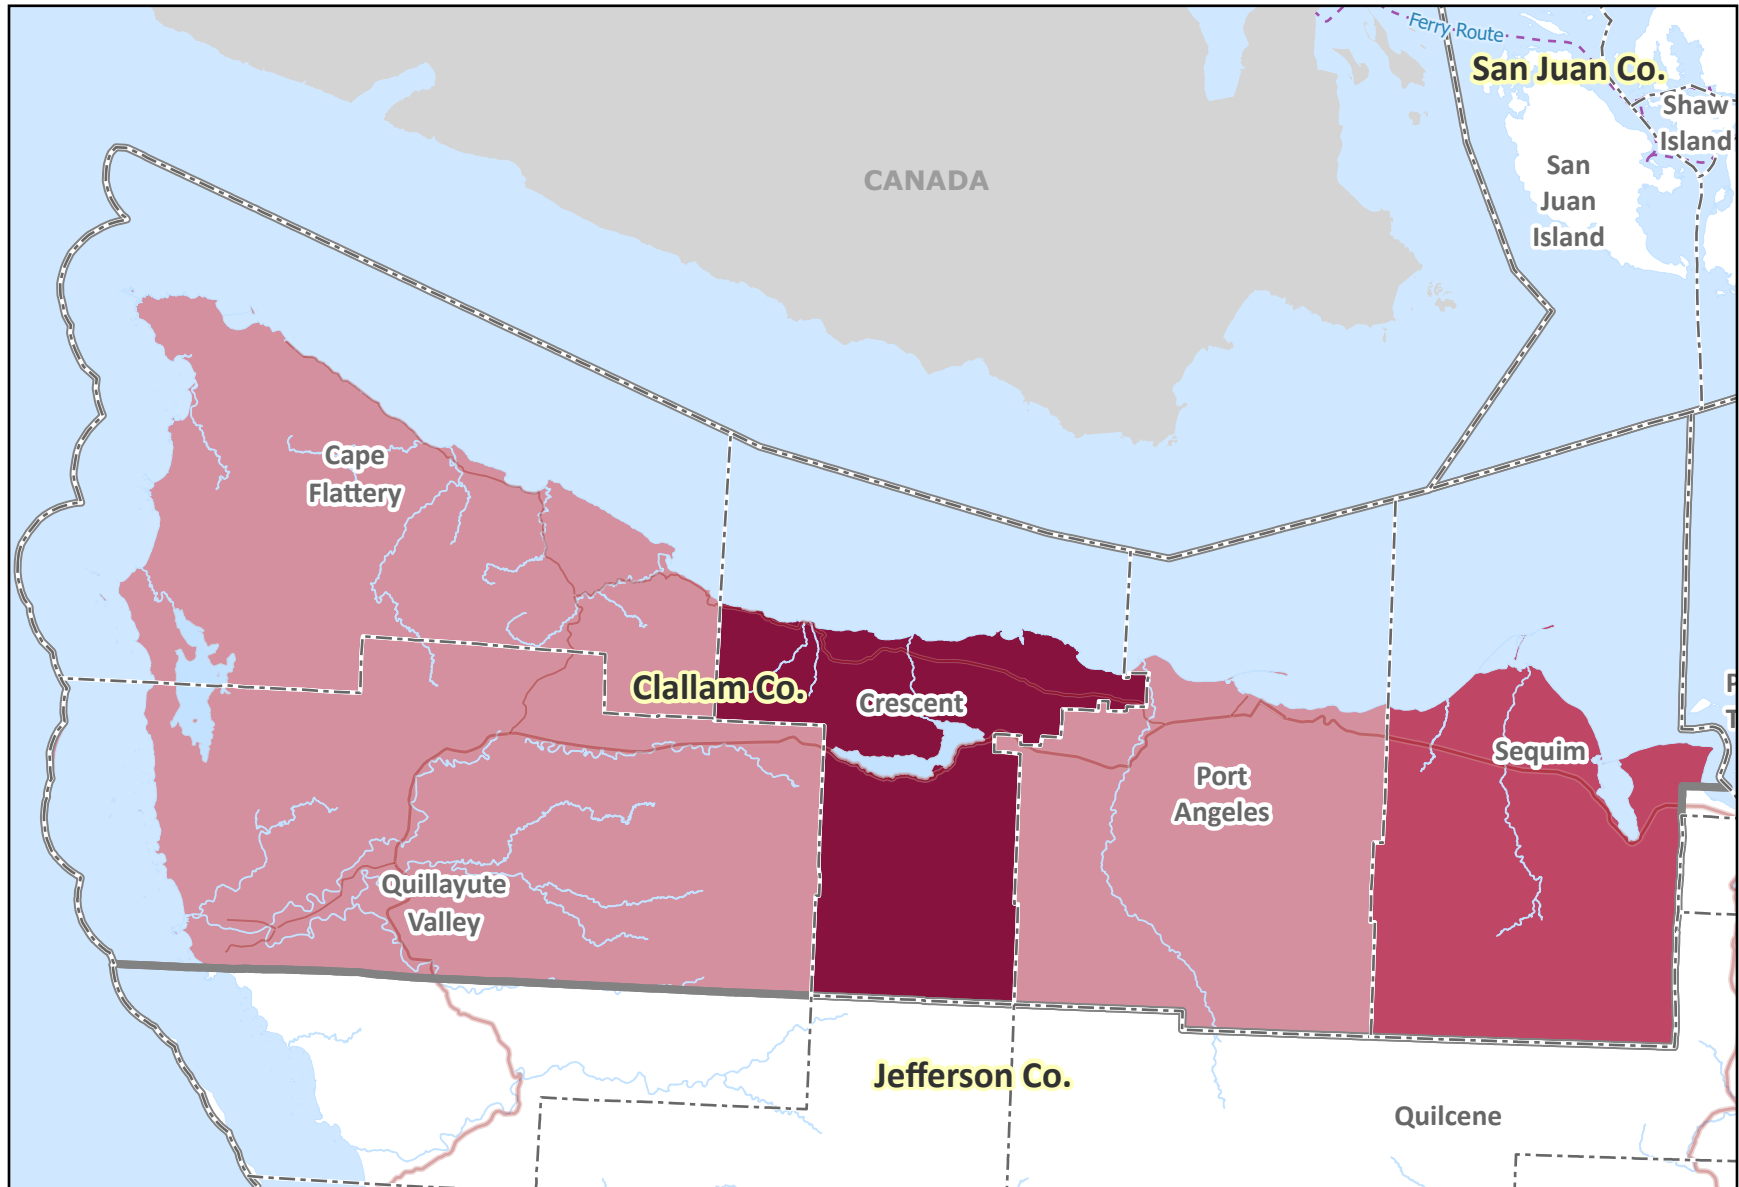 Ferry Route
San Juan Co.
Shaw
Island
San
Juan
Island
CANADA
Cape
Flattery
Clallam Co.
Crescent
Sequim
Port
Angeles
Quillayute
Valley
Jefferson Co.
Quilcene
P
T